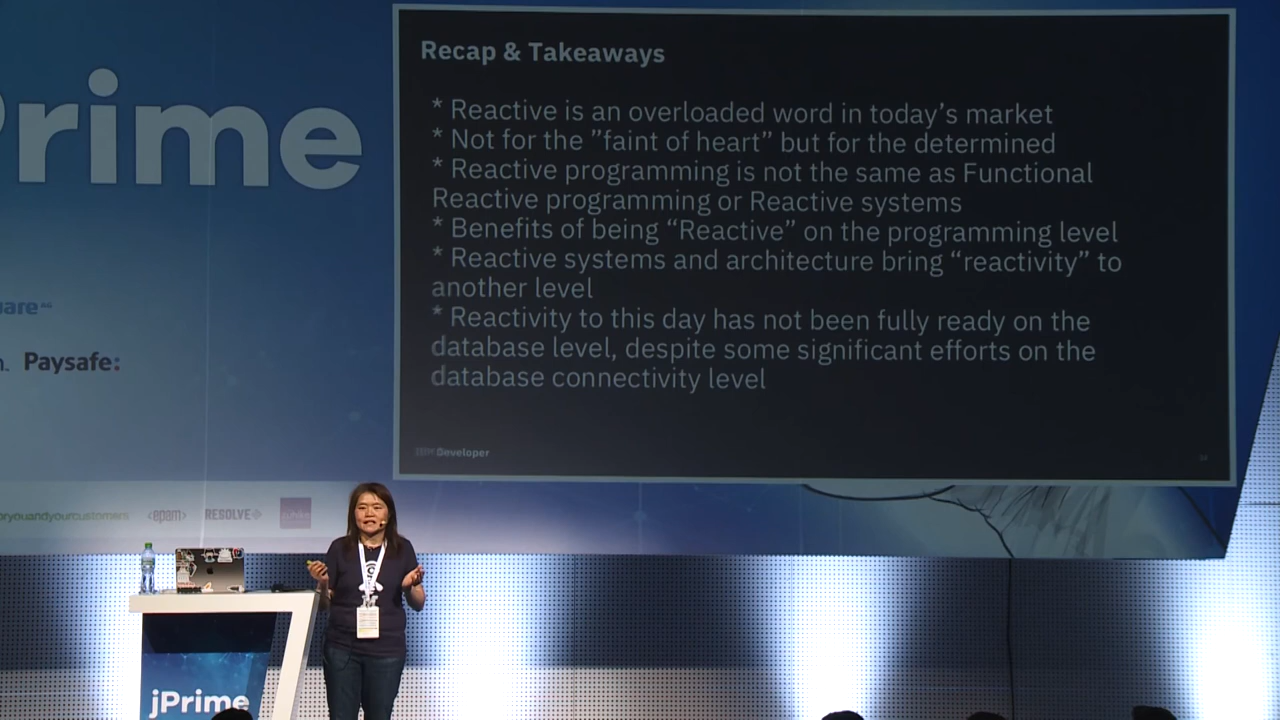 Recap & Takeaways
* Reactive is an overloaded word in today's market
* Not for the ”faint of heart” but for the determined
* Reactive programming is not the same as Functional
Reactive programming or Reactive systems
* Benefits of being “Reactive” on the programming level
* Reactive systems and architecture bring “reactivity” to
another level
* Reactivity to this day has not been fully ready on the
database level, despite some significant efforts on the
database connectivity level
IBM Developer
Prime
ware AG
Paysafe:
oryouandyourcustomers
<epam>
RESOLVE
jPrime